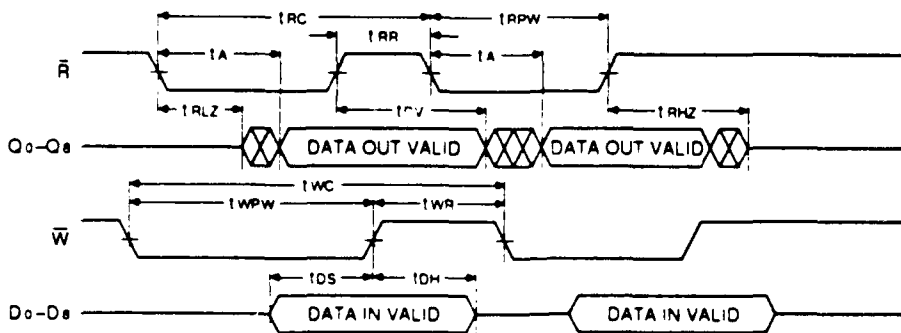 tRC
tRPW
tRR
tA
tA
R̅
tRLZ
tDV
tRHZ
Q0–Q8
DATA OUT VALID
DATA OUT VALID
tWC
tWPW
tWR
W̅
tDS
tDH
D0–D8
DATA IN VALID
DATA IN VALID